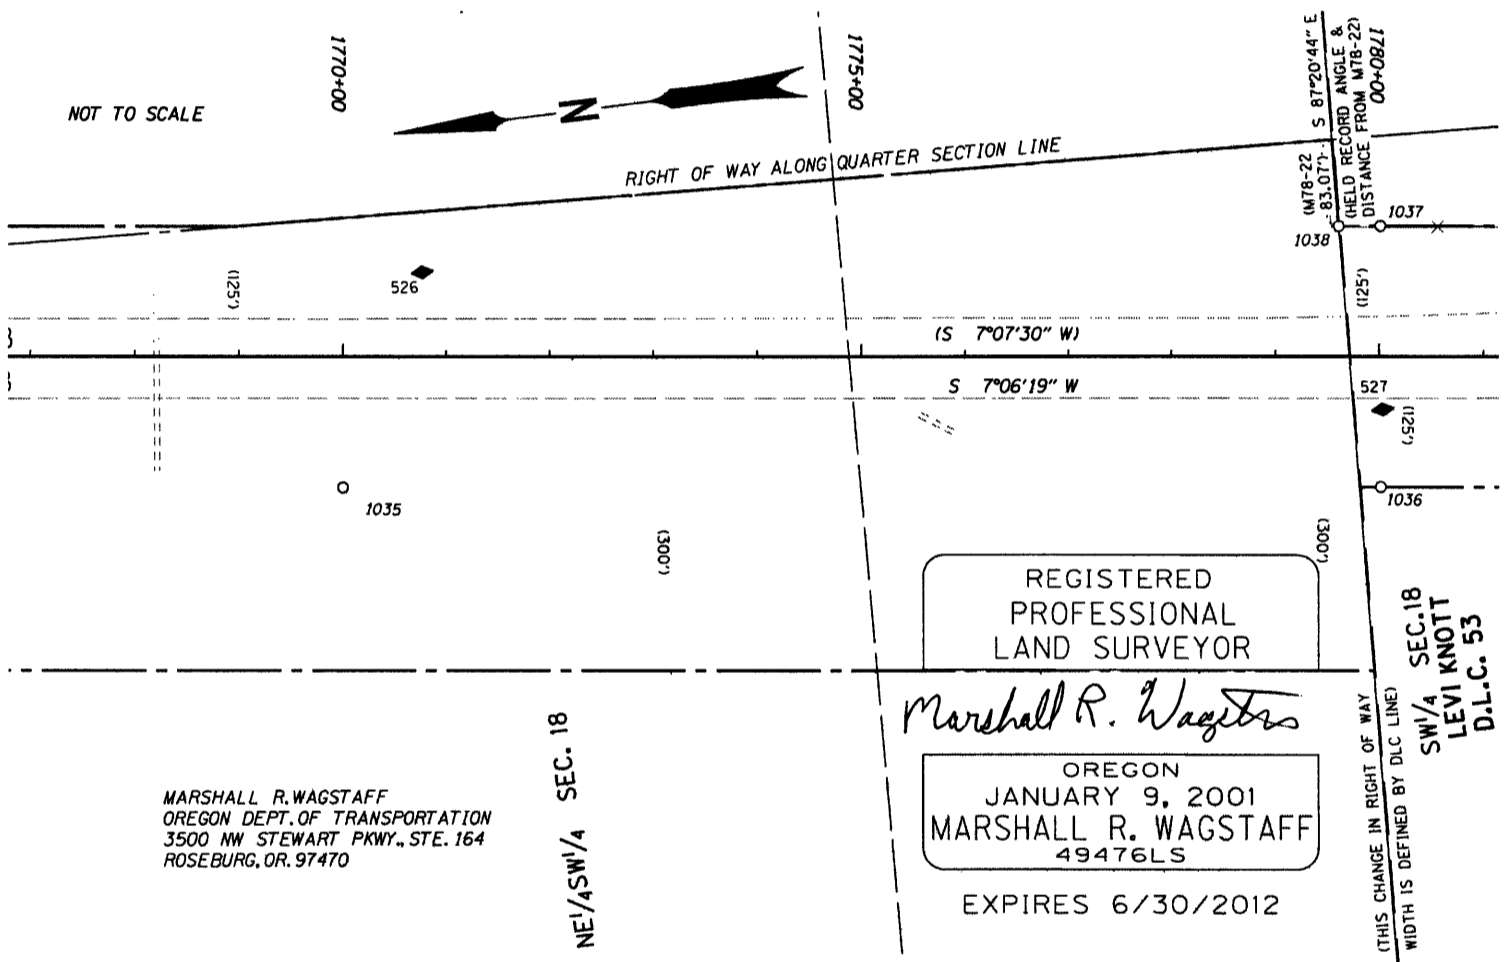 1770+00
1775+00
S 87°20'44" E
(HELD RECORD ANGLE &
DISTANCE FROM M78-22)
1780+00
(M78-22
83.07')
NOT TO SCALE
N
RIGHT OF WAY ALONG QUARTER SECTION LINE
1038
1037
(125')
526
(125')
(S 7°07'30" W)
S 7°06'19" W
527
(125')
1035
1036
(300')
(300')
REGISTERED
PROFESSIONAL
LAND SURVEYOR
Marshall R. Wagstaff
OREGON
JANUARY 9, 2001
MARSHALL R. WAGSTAFF
49476LS
EXPIRES 6/30/2012
MARSHALL R. WAGSTAFF
OREGON DEPT. OF TRANSPORTATION
3500 NW STEWART PKWY., STE. 164
ROSEBURG, OR. 97470
NE1/4SW1/4 SEC. 18
(THIS CHANGE IN RIGHT OF WAY
WIDTH IS DEFINED BY DLC LINE)
SW1/4 SEC.18
LEVI KNOTT
D.L.C. 53